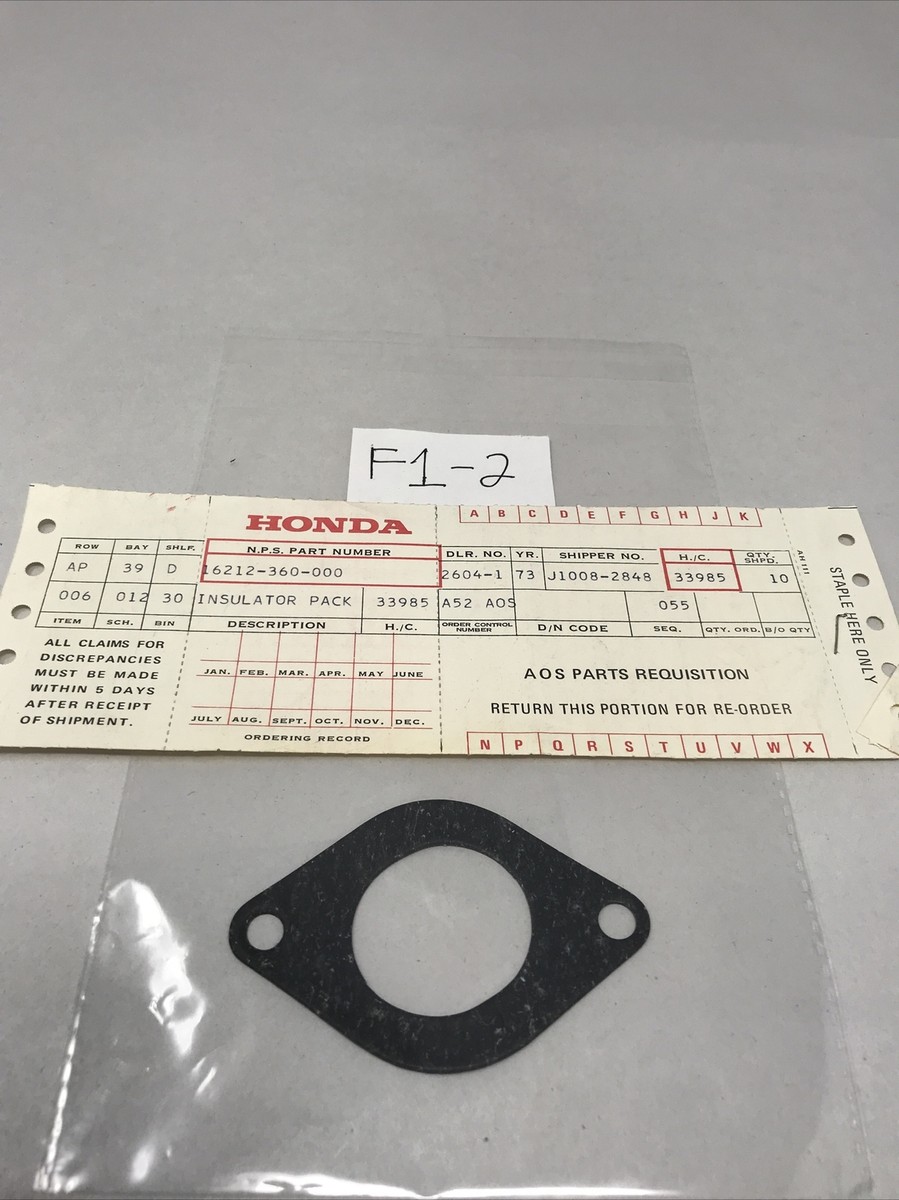 F1-2
HONDA
A B C D E F G H J K
ROW BAY SHLF.
N.P.S. PART NUMBER
DLR. NO. YR. SHIPPER NO. H./C. QTY. SHPD.
AP 39 D 16212-360-000 2604-1 73 J1008-2848 33985 10
006 012 30 INSULATOR PACK 33985 A52 AOS 055
ITEM SCH. BIN DESCRIPTION H./C. ORDER CONTROL NUMBER D/N CODE SEQ. QTY. ORD. B/O QTY
ALL CLAIMS FOR
DISCREPANCIES
MUST BE MADE
WITHIN 5 DAYS
AFTER RECEIPT
OF SHIPMENT.
JAN. FEB. MAR. APR. MAY JUNE
JULY AUG. SEPT. OCT. NOV. DEC.
ORDERING RECORD
AOS PARTS REQUISITION
RETURN THIS PORTION FOR RE-ORDER
N P Q R S T U V W X
AH 111
STAPLE HERE ONLY